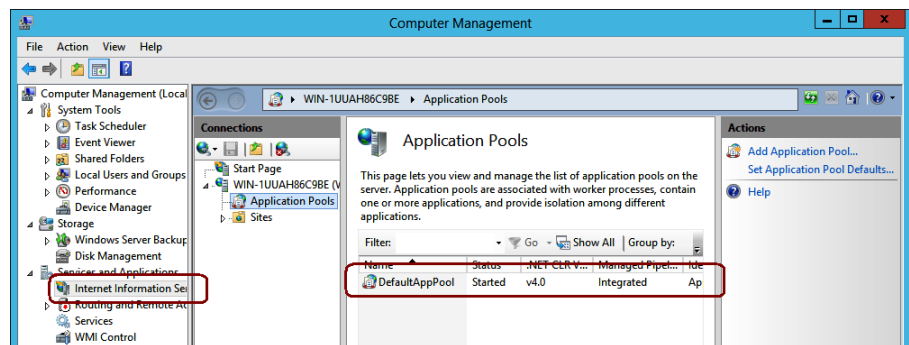 Computer Management
File Action View Help
Computer Management (Local
System Tools
Task Scheduler
Event Viewer
Shared Folders
Local Users and Groups
Performance
Device Manager
Storage
Windows Server Backup
Disk Management
Services and Applications
Internet Information Se
Routing and Remote Ac
Services
WMI Control
WIN-1UUAH86C9BE Application Pools
Connections
Start Page
WIN-1UUAH86C9BE (V
Application Pools
Sites
Application Pools
This page lets you view and manage the list of application pools on the
server. Application pools are associated with worker processes, contain
one or more applications, and provide isolation among different
applications.
Filter: Go Show All Group by:
Name Status .NET CLR V... Managed Pipel... Ide
DefaultAppPool Started v4.0 Integrated Ap
Actions
Add Application Pool...
Set Application Pool Defaults...
Help